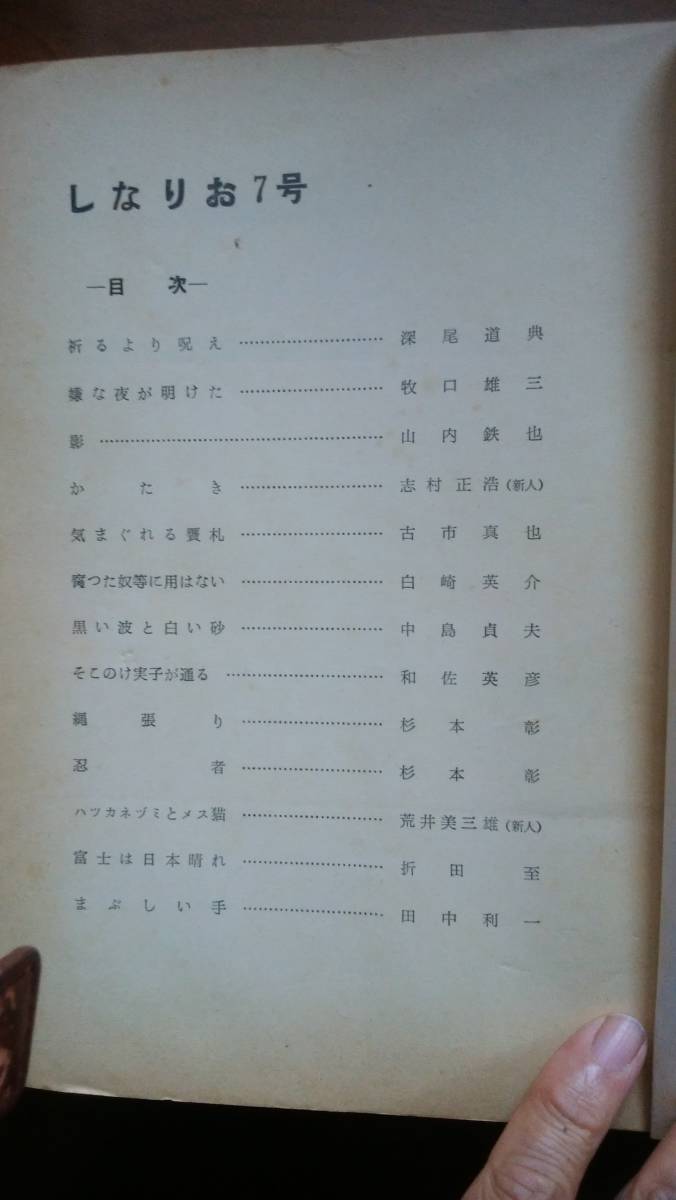 しなりお7号
―目 次―
祈るより呪え……………………深尾道典
嫌な夜が明けた……………………牧口雄三
影……………………山内鉄也
かたき……………………志村正浩(新人)
気まぐれる贋札……………………古市真也
腐つた奴等に用はない……………………白崎英介
黒い波と白い砂……………………中島貞夫
そこのけ実子が通る……………………和佐英彦
縄張り……………………杉本彰
忍者……………………杉本彰
ハツカネヅミとメス猫……………………荒井美三雄(新人)
富士は日本晴れ……………………折田至
まぶしい手……………………田中利一